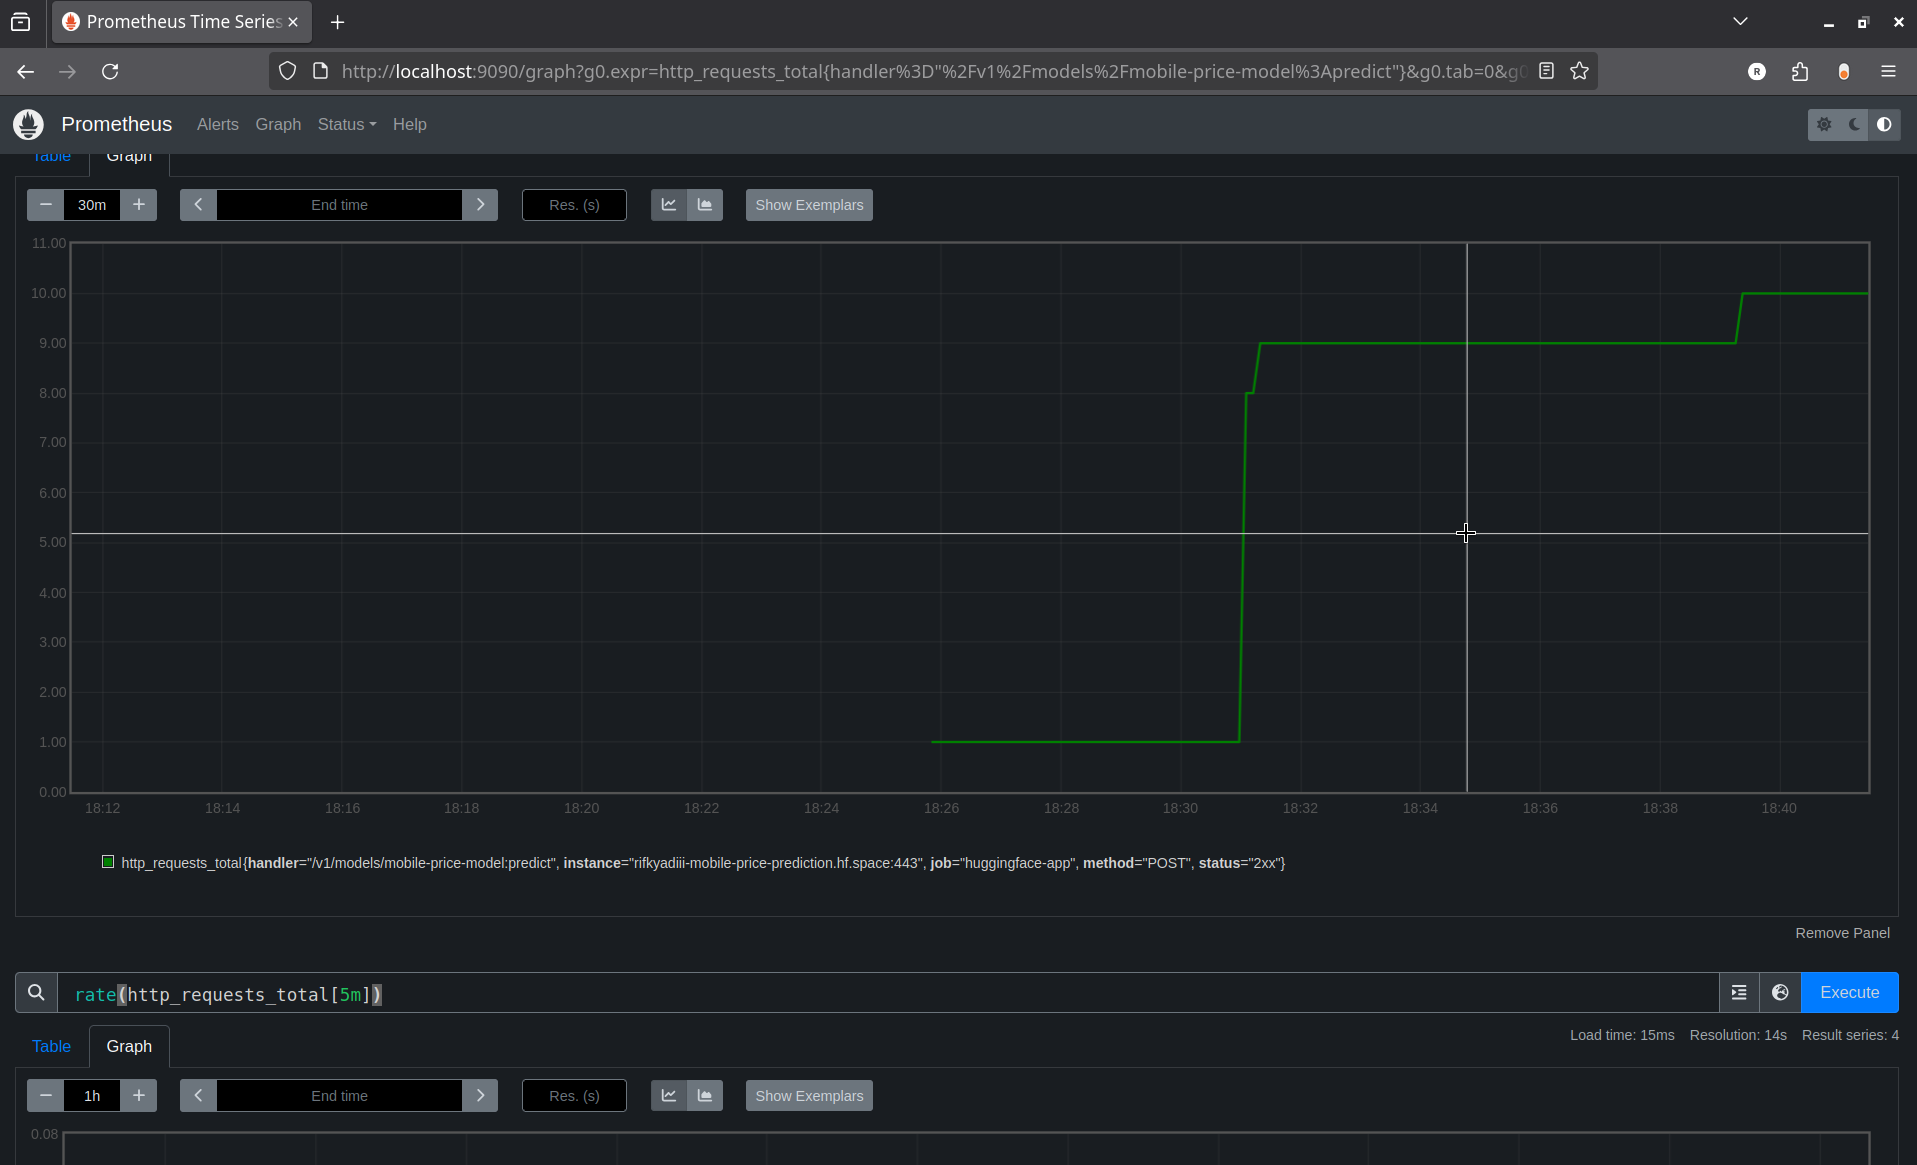 Prometheus Time Series
http://localhost:9090/graph?g0.expr=http_requests_total{handler%3D"%2Fv1%2Fmodels%2Fmobile-price-model%3Apredict"}&g0.tab=0&g0
R
Prometheus Alerts Graph Status Help
Table Graph
30m End time Res. (s) Show Exemplars
11.00
10.00
9.00
8.00
7.00
6.00
5.00
4.00
3.00
2.00
1.00
0.00
18:12 18:14 18:16 18:18 18:20 18:22 18:24 18:26 18:28 18:30 18:32 18:34 18:36 18:38 18:40
http_requests_total{handler="/v1/models/mobile-price-model:predict", instance="rifkyadiii-mobile-price-prediction.hf.space:443", job="huggingface-app", method="POST", status="2xx"}
Remove Panel
rate(http_requests_total[5m]) Execute
Table Graph Load time: 15ms Resolution: 14s Result series: 4
1h End time Res. (s) Show Exemplars
0.08